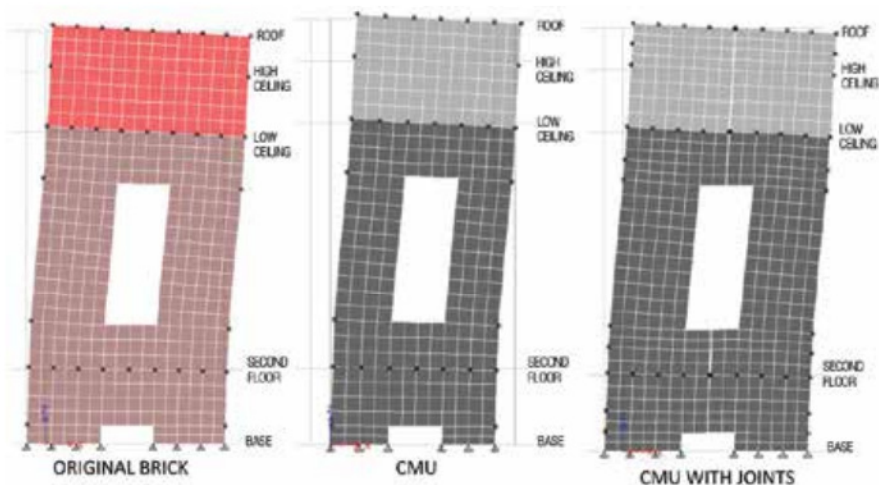 ROOF
HIGH
CEILING
LOW
CEILING
SECOND
FLOOR
BASE
ORIGINAL BRICK
ROOF
HIGH
CEILING
LOW
CEILING
SECOND
FLOOR
BASE
CMU
ROOF
HIGH
CEILING
LOW
CEILING
SECOND
FLOOR
BASE
CMU WITH JOINTS